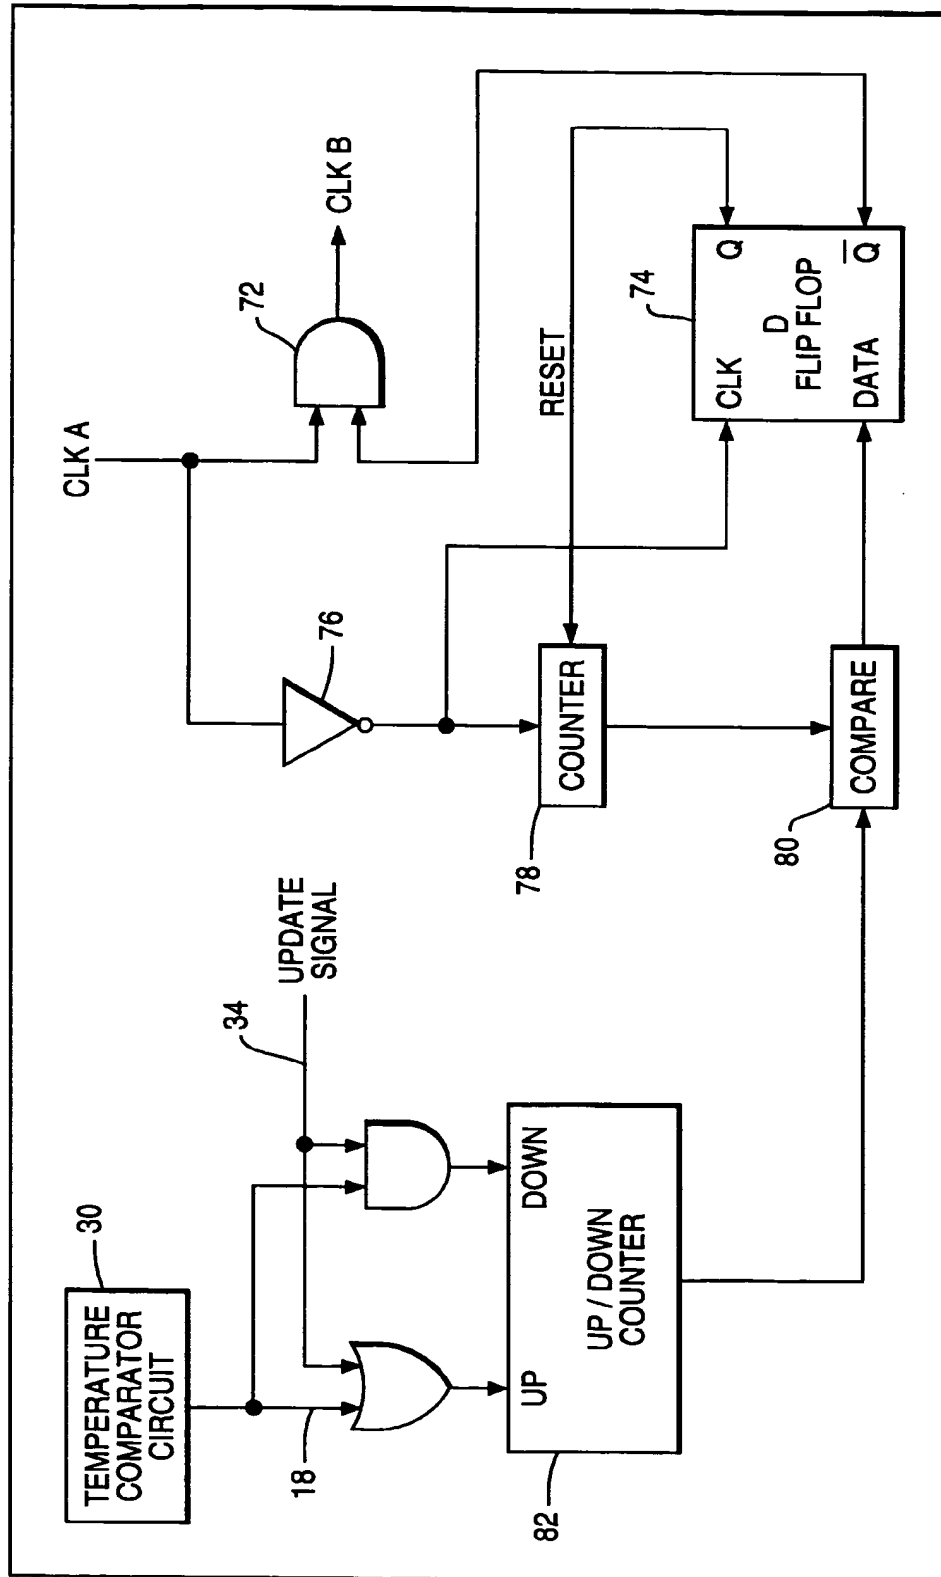 30
TEMPERATURE
COMPARATOR
CIRCUIT
18
34
UPDATE
SIGNAL
UP
DOWN
UP / DOWN
COUNTER
82
CLK A
72
CLK B
76
78
COUNTER
RESET
80
COMPARE
74
CLK
Q
D
FLIP FLOP
DATA
Q̅